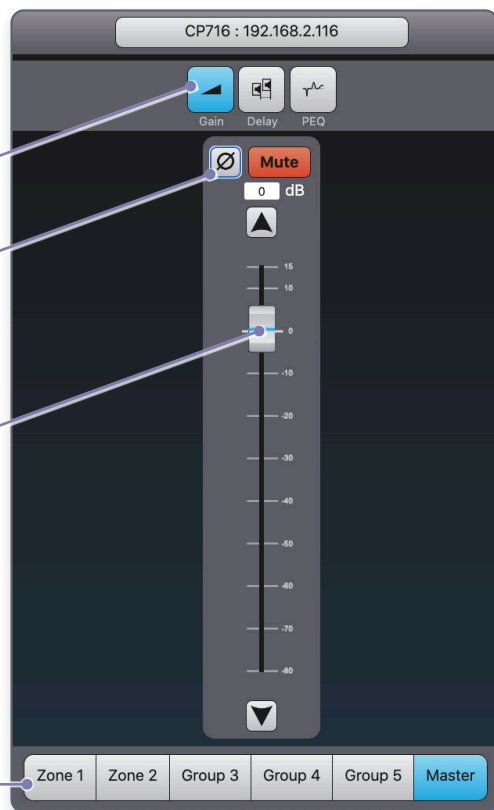 CP716 : 192.168.2.116
Gain Delay PEQ
Ø Mute
0 dB
15
10
0
-10
-20
-30
-40
-50
-60
-70
-80
Zone 1 Zone 2 Group 3 Group 4 Group 5 Master